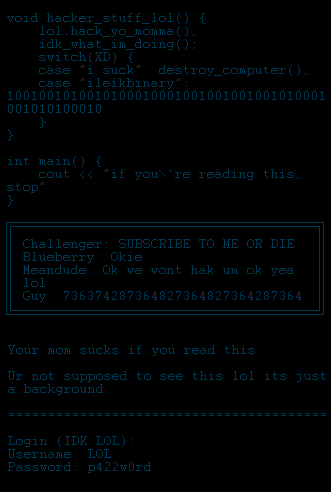 void hacker_stuff_lol() {
lol.hack_yo_momma();
idk_what_im_doing();
switch(XD) {
case "i suck": destroy_computer();
case "ileikbinary":
1001001010010100010001001001001001001010001
001010100010
}
}
int main() {
cout << "if you\'re reading this,
stop"
}
Challenger: SUBSCRIBE TO ME OR DIE
Blueberry: Okie
Meandude: Ok we wont hak um ok yea
lol
Guy: 736374287364827364827364287364
Your mom sucks if you read this
Ur not supposed to see this lol its just
a background
========================================
Login (IDK LOL):
Username: LOL
Password: p422w0rd